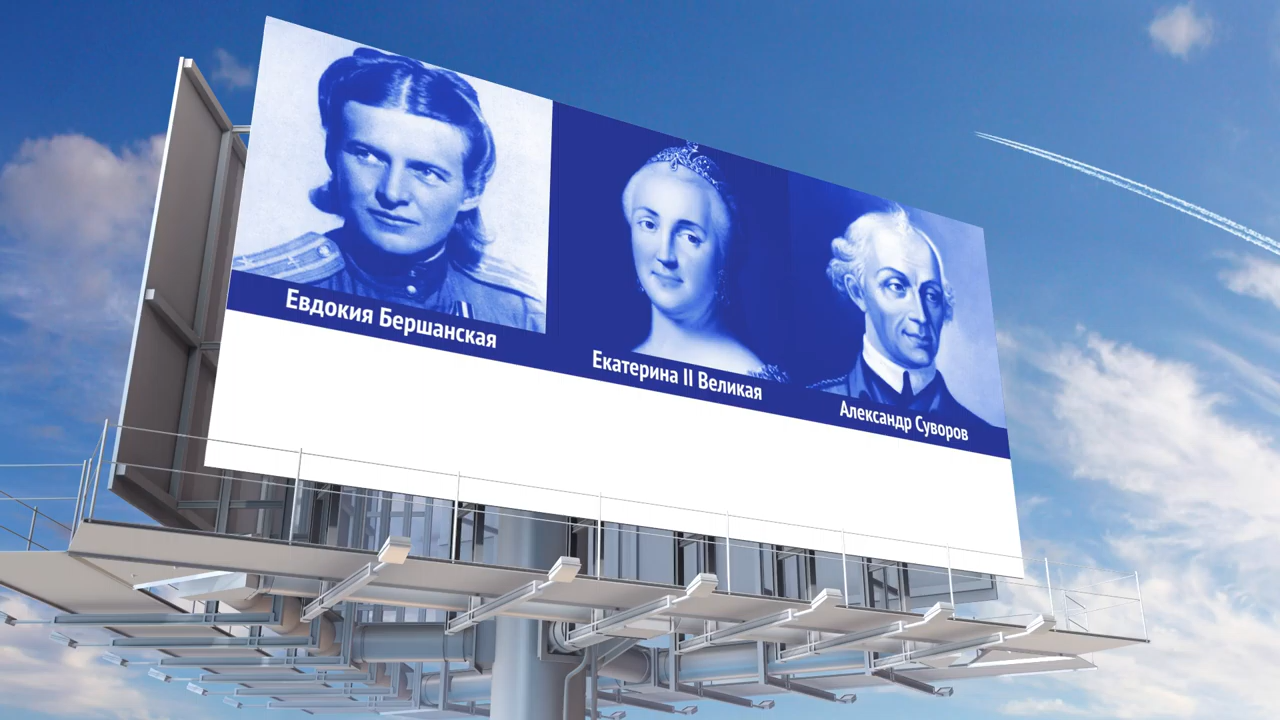 Евдокия Бершанская
Екатерина II Великая
Александр Суворов